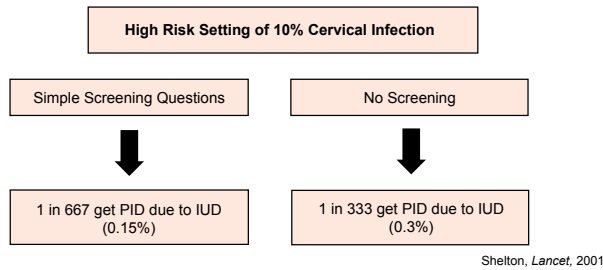 High Risk Setting of 10% Cervical Infection
Simple Screening Questions
No Screening
1 in 667 get PID due to IUD
(0.15%)
1 in 333 get PID due to IUD
(0.3%)
Shelton, Lancet, 2001